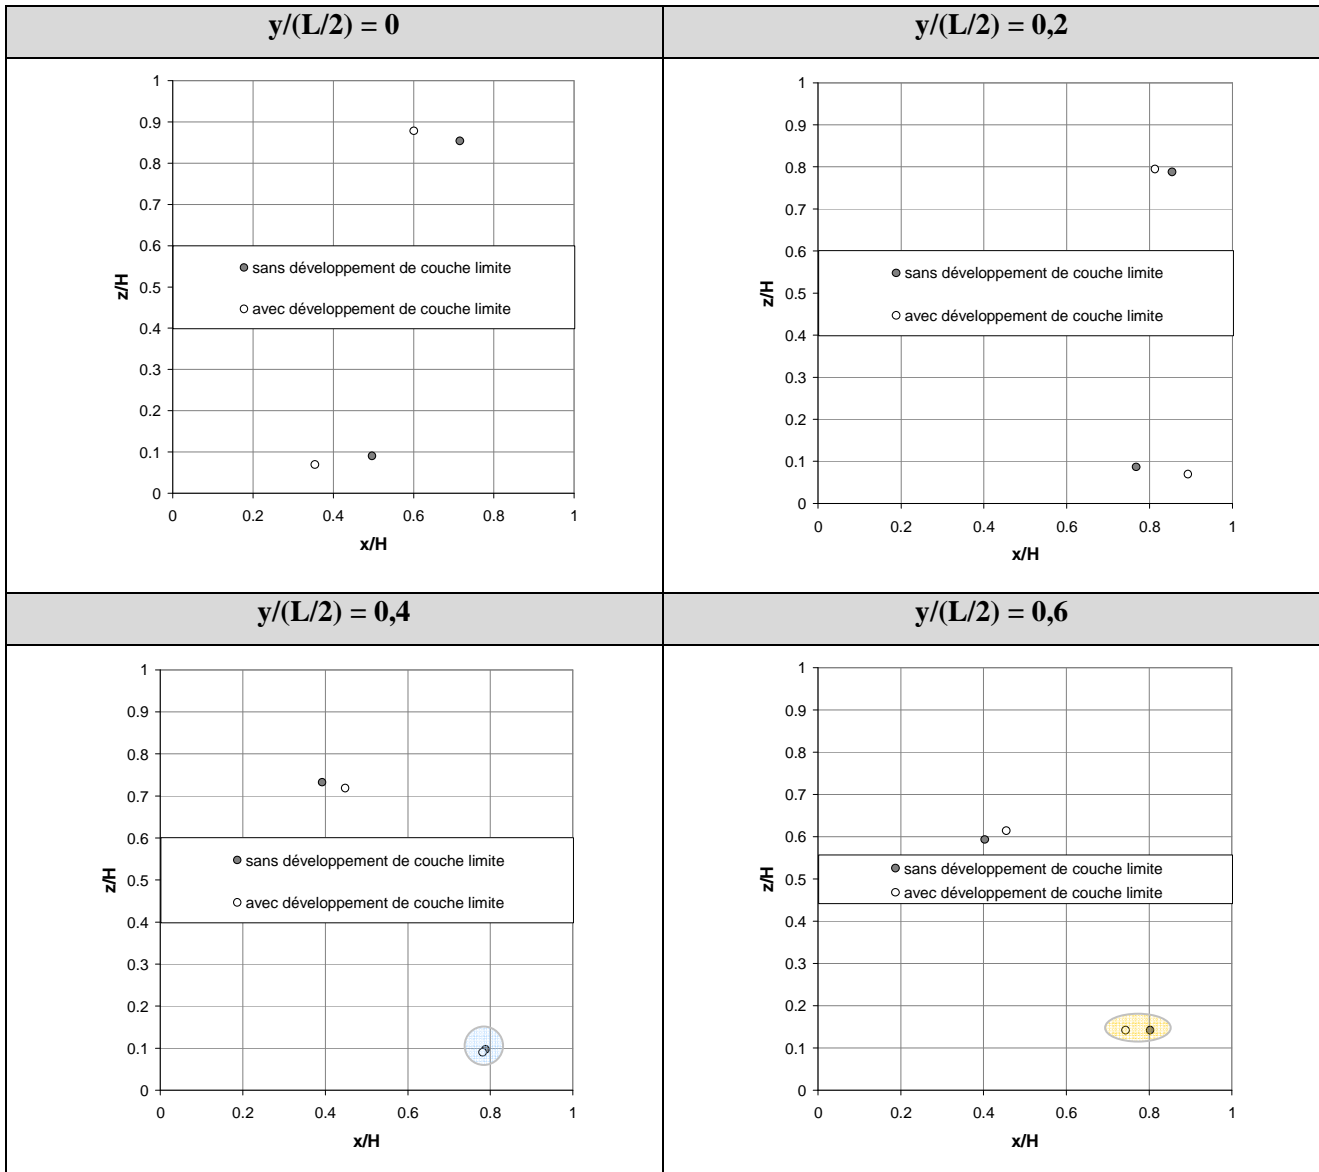 y/(L/2) = 0
y/(L/2) = 0,2
1
0.9
0.8
0.7
0.6
0.5
0.4
0.3
0.2
0.1
0
z/H
sans développement de couche limite
avec développement de couche limite
0 0.2 0.4 0.6 0.8 1
x/H
1
0.9
0.8
0.7
0.6
0.5
0.4
0.3
0.2
0.1
0
z/H
sans développement de couche limite
avec développement de couche limite
0 0.2 0.4 0.6 0.8 1
x/H
y/(L/2) = 0,4
y/(L/2) = 0,6
1
0.9
0.8
0.7
0.6
0.5
0.4
0.3
0.2
0.1
0
z/H
sans développement de couche limite
avec développement de couche limite
0 0.2 0.4 0.6 0.8 1
x/H
1
0.9
0.8
0.7
0.6
0.5
0.4
0.3
0.2
0.1
0
z/H
sans développement de couche limite
avec développement de couche limite
0 0.2 0.4 0.6 0.8 1
x/H